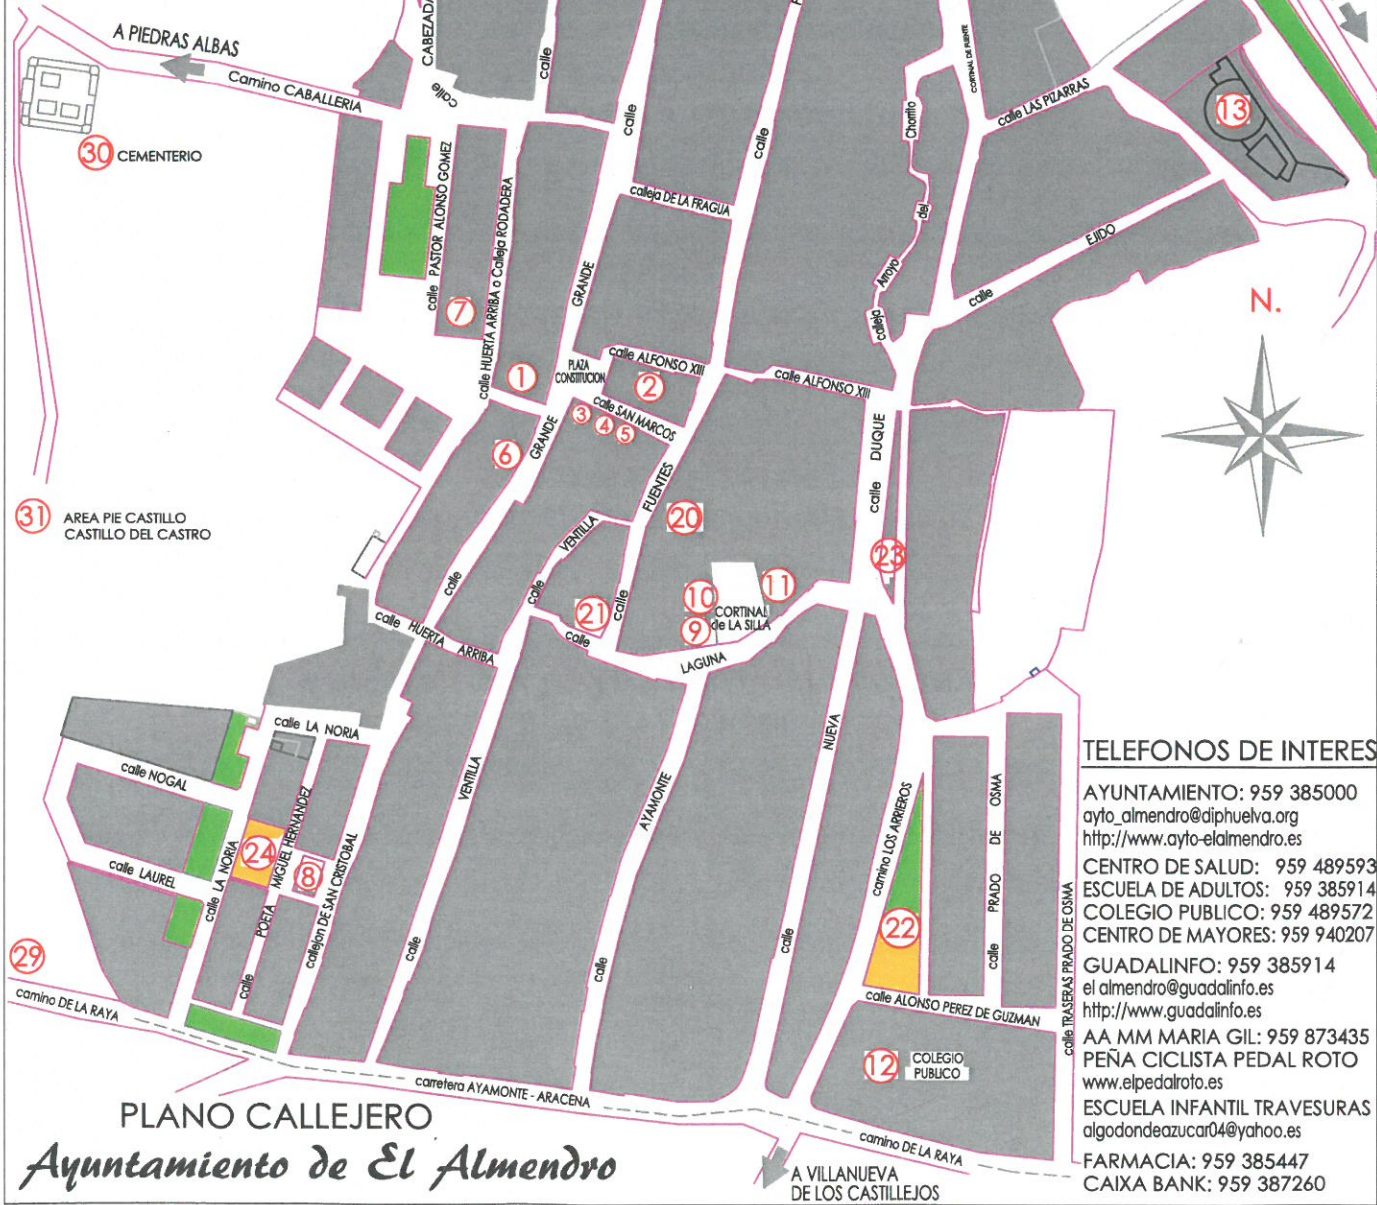 A PIEDRAS ALBAS
Camino CABALLERIA
CABEZAD
calle
calle
calle
calle
CORTINAL DE FUENTE
calle LAS PIZARRAS
13
30 CEMENTERIO
calle PASTOR ALONSO GOMEZ
calle HUERTA ARRIBA o Calleja RODADERA
calleja DE LA FRAGUA
calleja Arroyo del Chorrito
calle EJIDO
N.
GRANDE
7
PLAZA
CONSTITUCION
calle ALFONSO XIII
calle ALFONSO XIII
1
2
calle SAN MARCOS
3
4
5
6
GRANDE
calle DUQUE
31 AREA PIE CASTILLO
CASTILLO DEL CASTRO
FUENTES
20
VENTILLA
calle
calle
calle
23
10
11
21
CORTINAL
de LA SILLA
9
calle HUERTA ARRIBA
calle LAGUNA
calle LA NORIA
calle NOGAL
VENTILLA
calle
AYAMONTE
calle
NUEVA
calle
camino LOS ARRIEROS
calle PRADO DE OSMA
calle TRASERAS PRADO DE OSMA
calle LAUREL
calle LA NORIA
24
calle POETA MIGUEL HERNANDEZ
8
callejon DE SAN CRISTOBAL
22
29
camino DE LA RAYA
calle ALONSO PEREZ DE GUZMAN
12 COLEGIO
PUBLICO
carretera AYAMONTE - ARACENA
camino DE LA RAYA
A VILLANUEVA
DE LOS CASTILLEJOS
PLANO CALLEJERO
Ayuntamiento de El Almendro
TELEFONOS DE INTERES
AYUNTAMIENTO: 959 385000
ayto_almendro@diphuelva.org
http://www.ayto-elalmendro.es
CENTRO DE SALUD: 959 489593
ESCUELA DE ADULTOS: 959 385914
COLEGIO PUBLICO: 959 489572
CENTRO DE MAYORES: 959 940207
GUADALINFO: 959 385914
el almendro@guadalinfo.es
http://www.guadalinfo.es
AA MM MARIA GIL: 959 873435
PEÑA CICLISTA PEDAL ROTO
www.elpedalroto.es
ESCUELA INFANTIL TRAVESURAS
algodondeazucar04@yahoo.es
FARMACIA: 959 385447
CAIXA BANK: 959 387260